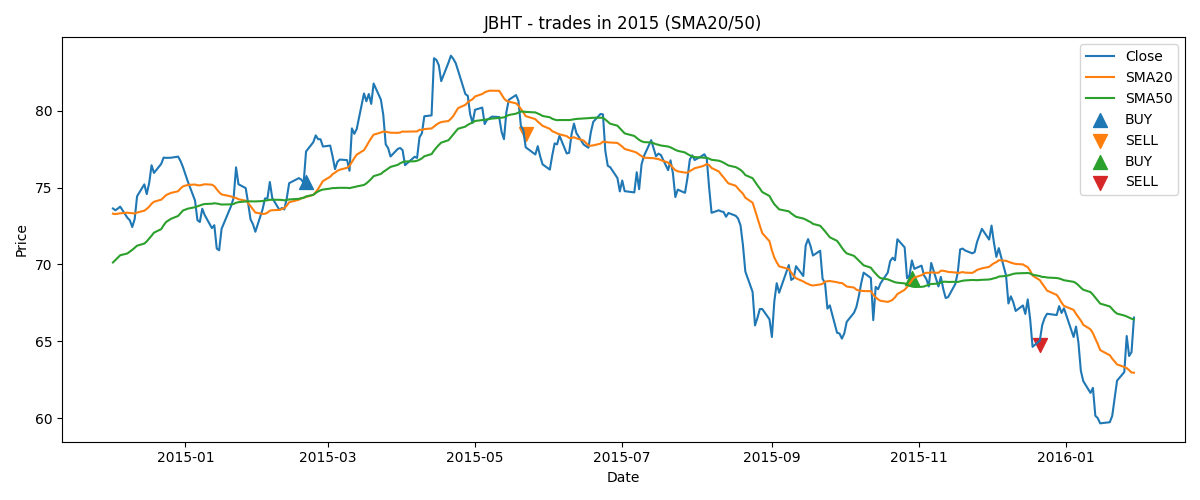 JBHT - trades in 2015 (SMA20/50)
Close
SMA20
SMA50
BUY
SELL
BUY
SELL
Price
80
75
70
65
60
2015-01 2015-03 2015-05 2015-07 2015-09 2015-11 2016-01
Date